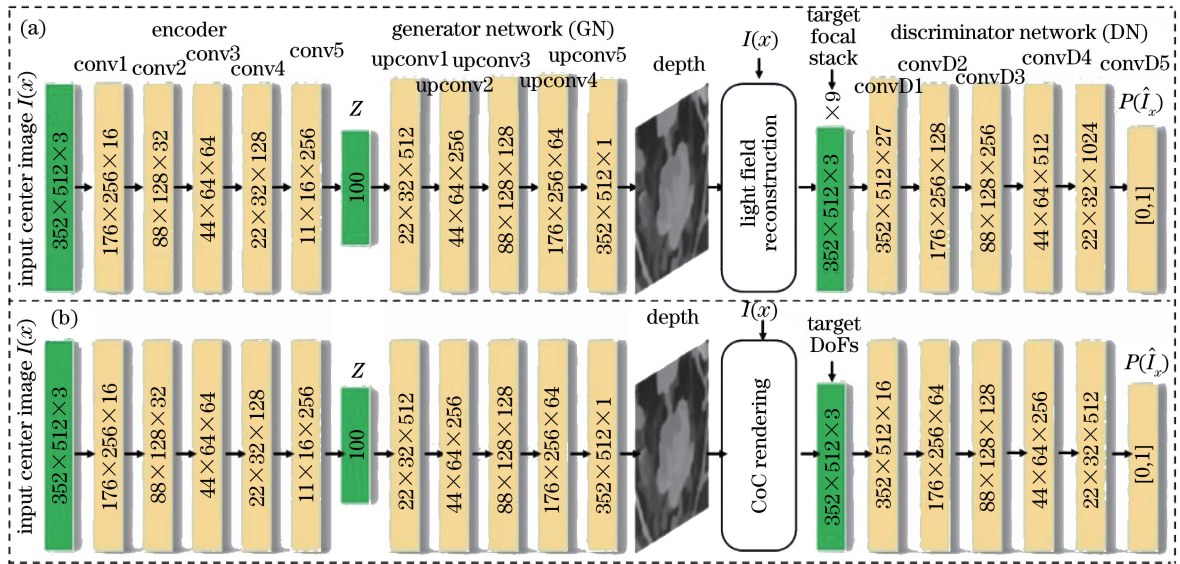 (a)
encoder
generator network (GN)
discriminator network (DN)
input center image I(x)
352×512×3
conv1
176×256×16
conv2
88×128×32
conv3
44×64×64
conv4
22×32×128
conv5
11×16×256
Z
100
upconv1
22×32×512
upconv2
44×64×256
upconv3
88×128×128
upconv4
176×256×64
upconv5
352×512×1
depth
I(x)
light field
reconstruction
target
focal
stack
×9
352×512×3
convD1
352×512×27
convD2
176×256×128
convD3
88×128×256
convD4
44×64×512
22×32×1024
convD5
P(Î_x)
[0,1]
(b)
input center image I(x)
352×512×3
176×256×16
88×128×32
44×64×64
22×32×128
11×16×256
Z
100
22×32×512
44×64×256
88×128×128
176×256×64
352×512×1
depth
I(x)
CoC rendering
target
DoFs
352×512×3
352×512×16
176×256×64
88×128×128
44×64×256
22×32×512
P(Î_x)
[0,1]